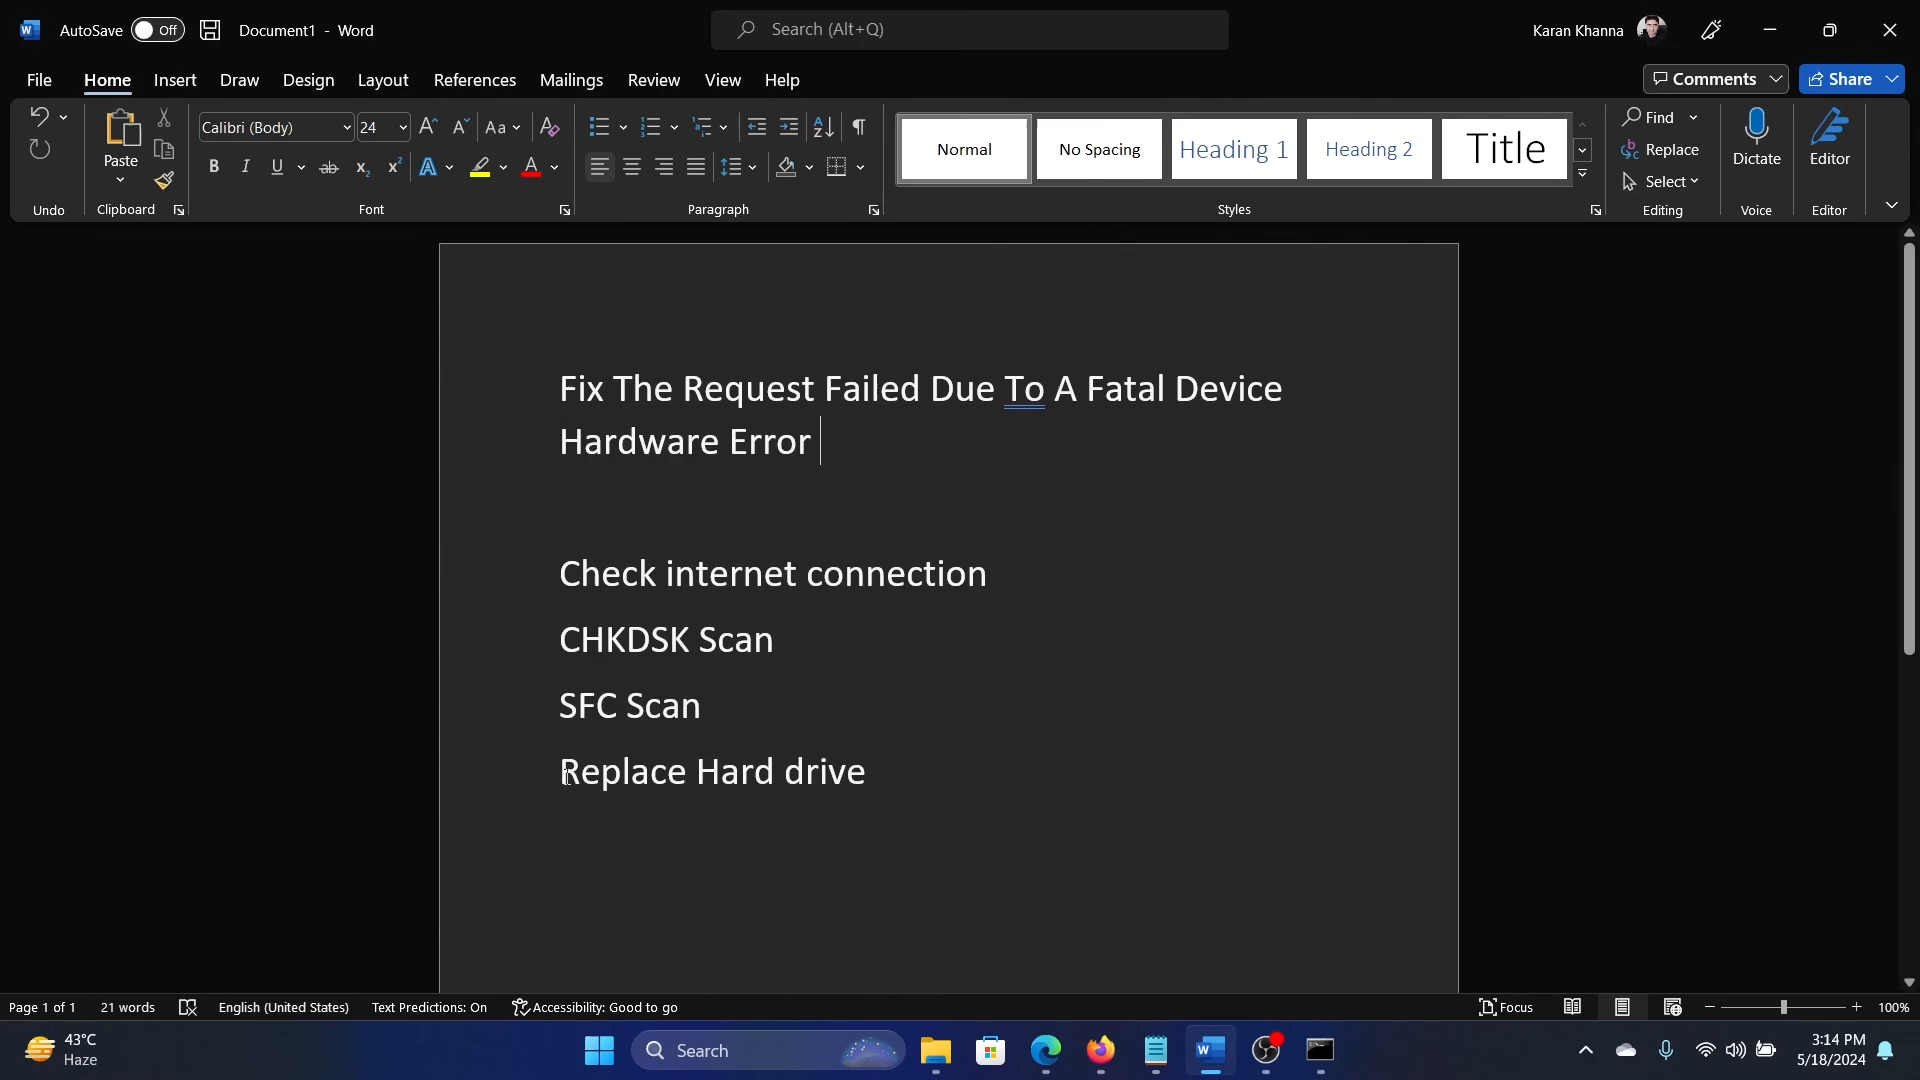 AutoSave Off Document1 - Word Search (Alt+Q) Karan Khanna
File Home Insert Draw Design Layout References Mailings Review View Help Comments Share
Paste
Calibri (Body) 24 Aa
B I U ab x₂ x² A A
Normal No Spacing Heading 1 Heading 2 Title
Find
Replace
Select
Dictate
Editor
Undo Clipboard Font Paragraph Styles Editing Voice Editor
Fix The Request Failed Due To A Fatal Device
Hardware Error
Check internet connection
CHKDSK Scan
SFC Scan
Replace Hard drive
Page 1 of 1 21 words English (United States) Text Predictions: On Accessibility: Good to go Focus 100%
43°C
Haze
Search
3:14 PM
5/18/2024